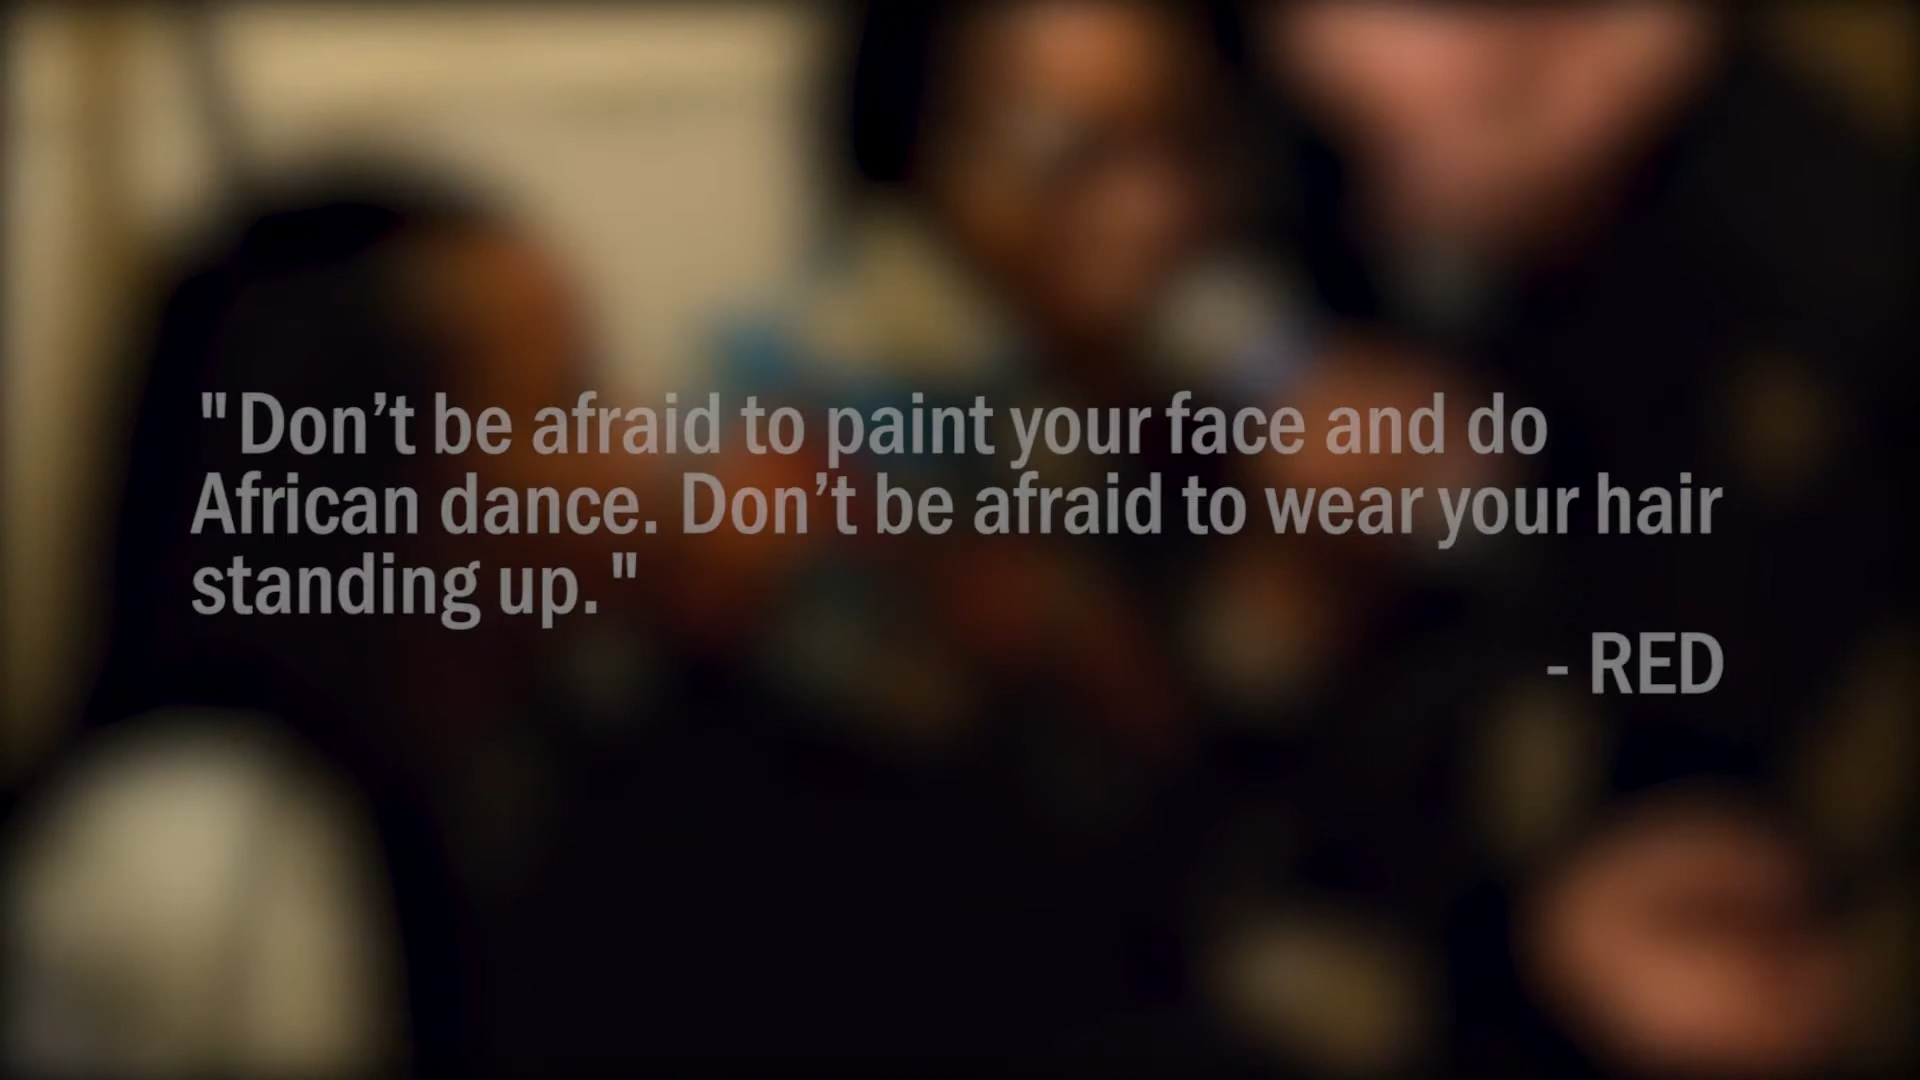 "Don’t be afraid to paint your face and do
African dance. Don’t be afraid to wear your hair
standing up."
- RED